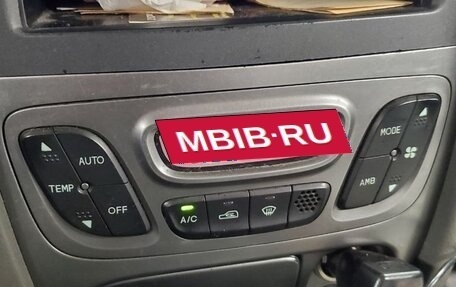 MBIB·RU
AUTO
MODE
TEMP
OFF
A/C
AMB